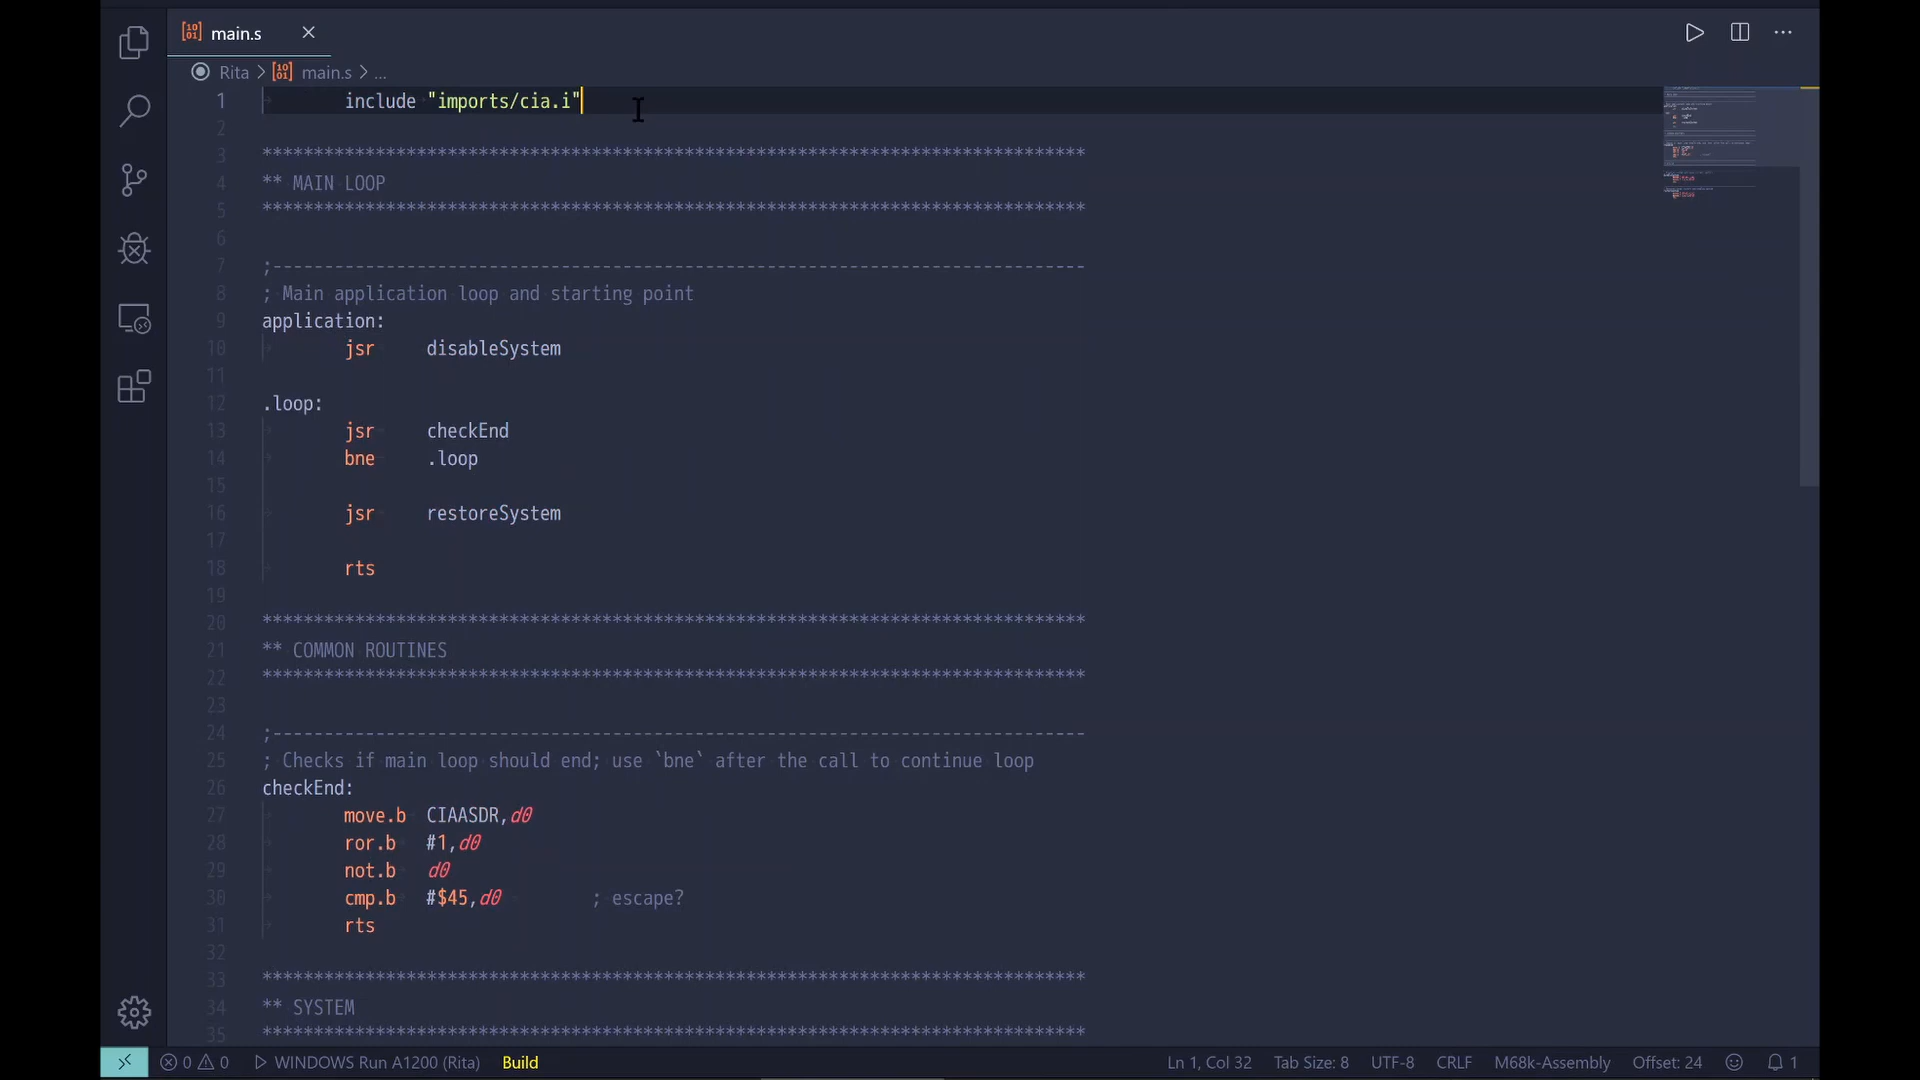 main.s
Rita > main.s > ...
1 include "imports/cia.i"
2
3 ********************************************************************************
4 ** MAIN LOOP
5 ********************************************************************************
6
7 ;-------------------------------------------------------------------------------
8 ; Main application loop and starting point
9 application:
10 jsr disableSystem
11
12 .loop:
13 jsr checkEnd
14 bne .loop
15
16 jsr restoreSystem
17
18 rts
19
20 ********************************************************************************
21 ** COMMON ROUTINES
22 ********************************************************************************
23
24 ;-------------------------------------------------------------------------------
25 ; Checks if main loop should end; use `bne` after the call to continue loop
26 checkEnd:
27 move.b CIAASDR,d0
28 ror.b #1,d0
29 not.b d0
30 cmp.b #$45,d0 ; escape?
31 rts
32
33 ********************************************************************************
34 ** SYSTEM
35 ********************************************************************************
0 0 WINDOWS Run A1200 (Rita) Build Ln 1, Col 32 Tab Size: 8 UTF-8 CRLF M68k-Assembly Offset: 24 1